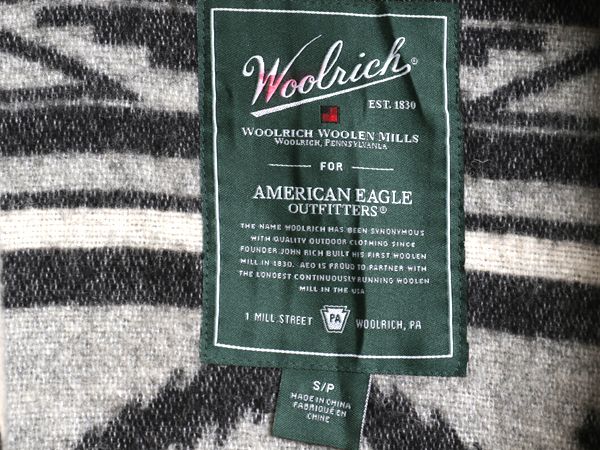 Woolrich®
EST. 1830
WOOLRICH WOOLEN MILLS
WOOLRICH, PENNSYLVANIA
FOR
AMERICAN EAGLE
OUTFITTERS®
THE NAME WOOLRICH HAS BEEN SYNONYMOUS
WITH QUALITY OUTDOOR CLOTHING SINCE
FOUNDER JOHN RICH BUILT HIS FIRST WOOLEN
MILL IN 1830. AEO IS PROUD TO PARTNER WITH
THE LONGEST CONTINUOUSLY RUNNING WOOLEN
MILL IN THE USA
1 MILL STREET PA WOOLRICH, PA
S/P
MADE IN CHINA
FABRIQUÉ EN
CHINE